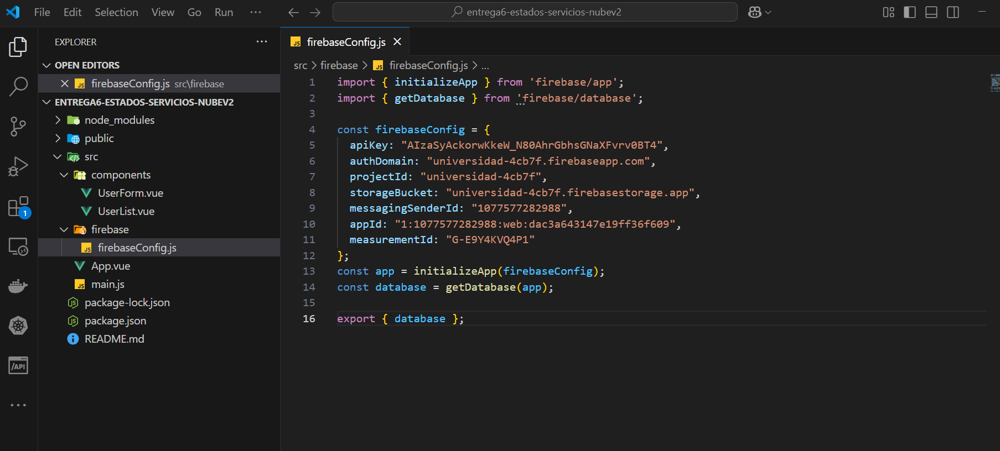 File Edit Selection View Go Run ···
entrega6-estados-servicios-nubev2
EXPLORER ···
OPEN EDITORS
firebaseConfig.js src\firebase
ENTREGA6-ESTADOS-SERVICIOS-NUBEV2
node_modules
public
src
components
UserForm.vue
UserList.vue
firebase
firebaseConfig.js
App.vue
main.js
package-lock.json
package.json
README.md
1
/API
firebaseConfig.js
src > firebase > JS firebaseConfig.js > ...
1 import { initializeApp } from 'firebase/app';
2 import { getDatabase } from 'firebase/database';
3
4 const firebaseConfig = {
5 apiKey: "AIzaSyAckorwKkeW_N80AhrGbhsGNaXFvrv0BT4",
6 authDomain: "universidad-4cb7f.firebaseapp.com",
7 projectId: "universidad-4cb7f",
8 storageBucket: "universidad-4cb7f.firebasestorage.app",
9 messagingSenderId: "1077577282988",
10 appId: "1:1077577282988:web:dac3a643147e19ff36f609",
11 measurementId: "G-E9Y4KVQ4P1"
12 };
13 const app = initializeApp(firebaseConfig);
14 const database = getDatabase(app);
15
16 export { database };